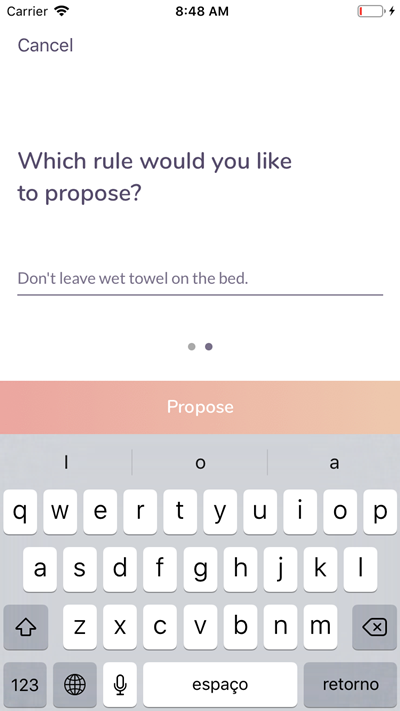 Carrier 8:48 AM
Cancel
Which rule would you like
to propose?
Don't leave wet towel on the bed.
Propose
I o a
q w e r t y u i o p
a s d f g h j k l
z x c v b n m
123 espaço retorno